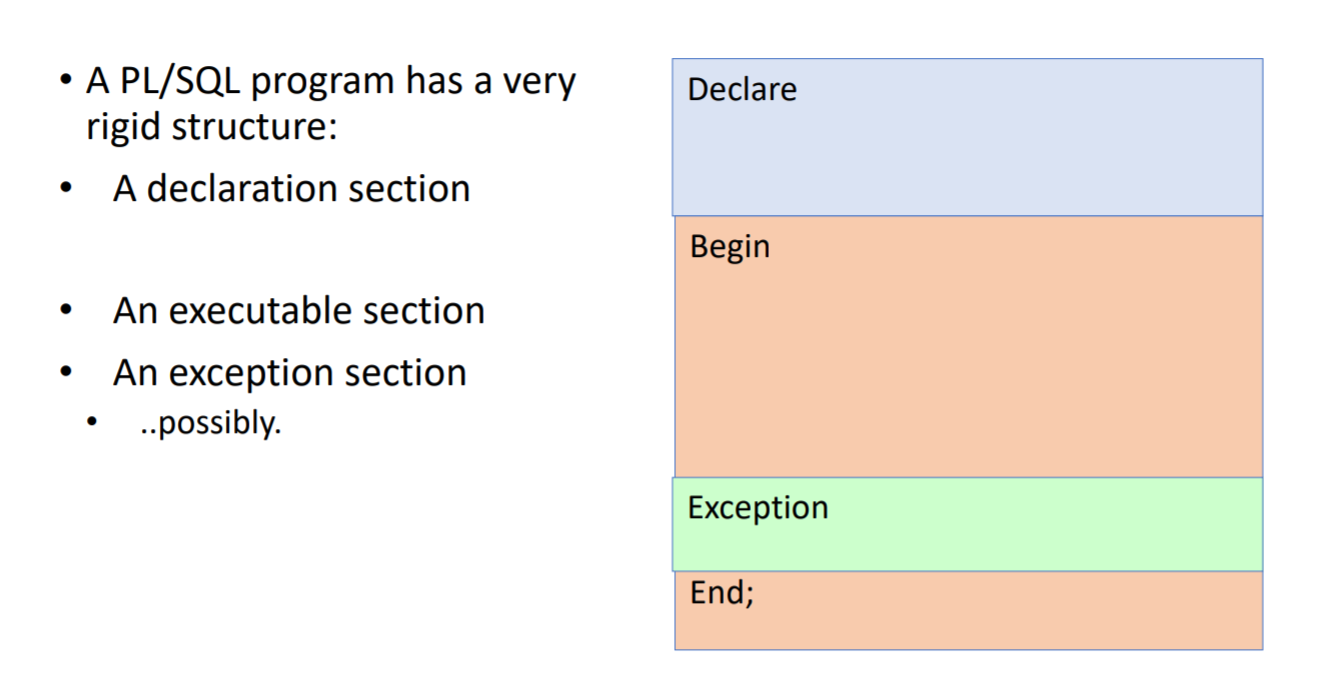 • A PL/SQL program has a very
rigid structure:
• A declaration section
• An executable section
• An exception section
• ..possibly.
Declare
Begin
Exception
End;